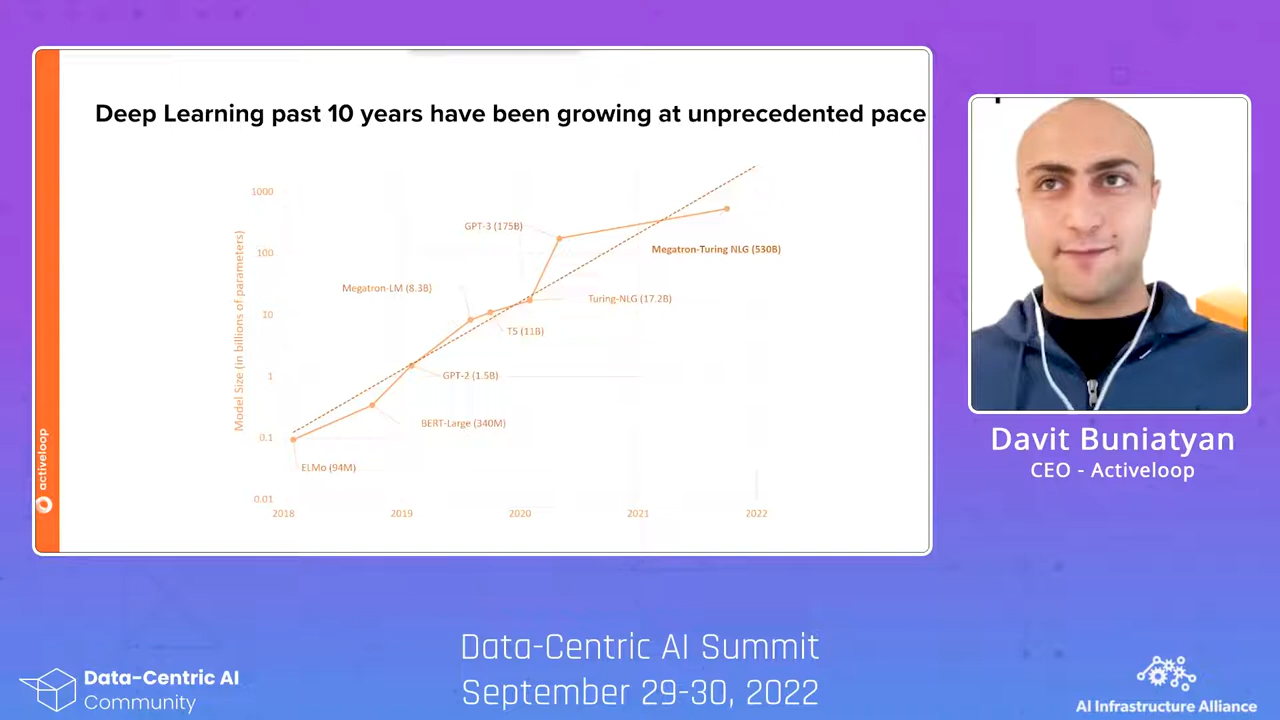 Deep Learning past 10 years have been growing at unprecedented pace
Model Size (in billions of parameters)
1000
100
10
1
0.1
0.01
2018
2019
2020
2021
2022
ELMo (94M)
BERT-Large (340M)
GPT-2 (1.5B)
Megatron-LM (8.3B)
T5 (11B)
Turing-NLG (17.2B)
GPT-3 (175B)
Megatron-Turing NLG (530B)
activeloop
Davit Buniatyan
CEO - Activeloop
Data-Centric AI Summit
September 29-30, 2022
Data-Centric AI
Community
AI Infrastructure Alliance